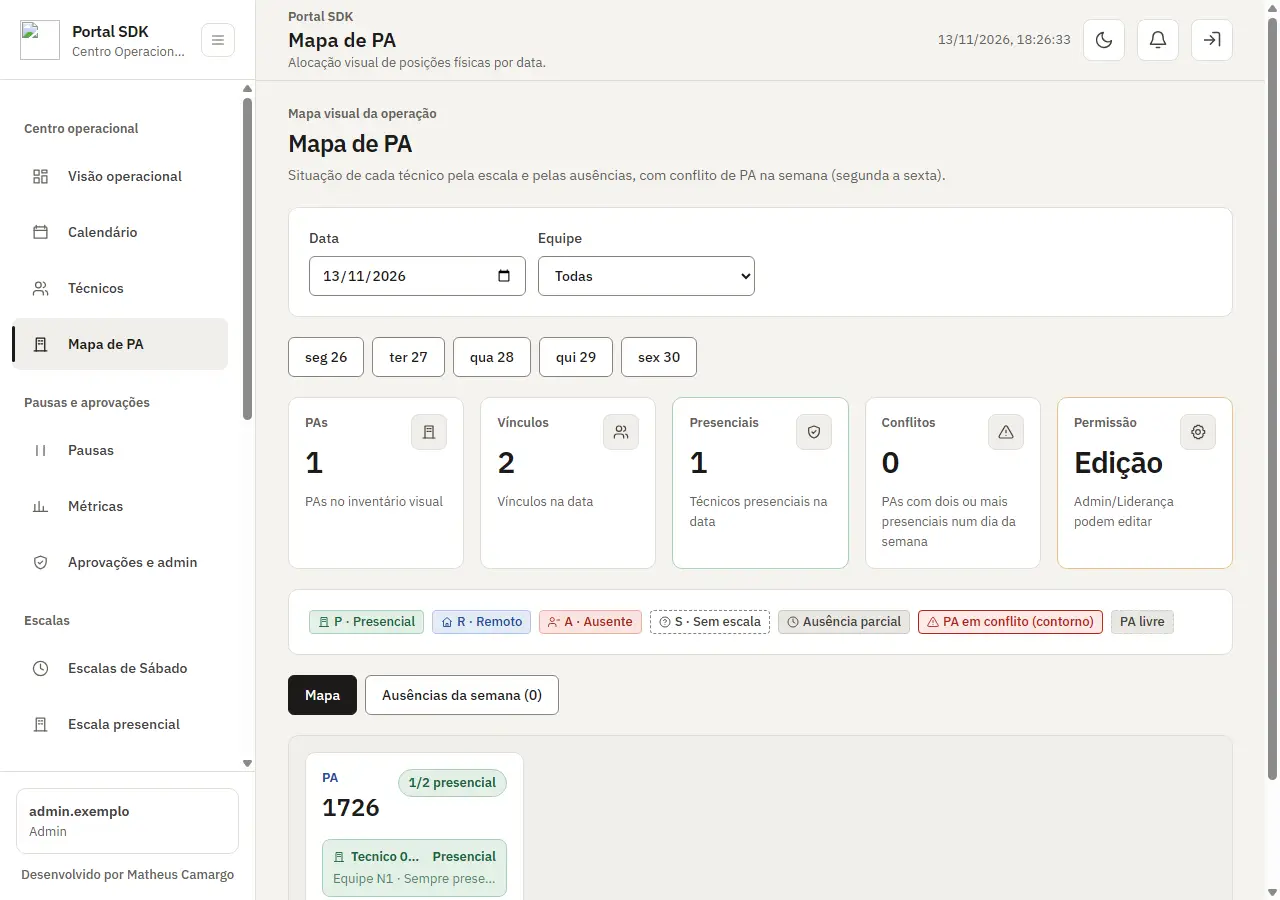 Portal SDK
Centro Operacion...
Centro operacional
Visão operacional
Calendário
Técnicos
Mapa de PA
Pausas e aprovações
Pausas
Métricas
Aprovações e admin
Escalas
Escalas de Sábado
Escala presencial
admin.exemplo
Admin
Desenvolvido por Matheus Camargo
Portal SDK
Mapa de PA
Alocação visual de posições físicas por data.
13/11/2026, 18:26:33
Mapa visual da operação
Mapa de PA
Situação de cada técnico pela escala e pelas ausências, com conflito de PA na semana (segunda a sexta).
Data
Equipe
13/11/2026
Todas
seg 26
ter 27
qua 28
qui 29
sex 30
PAs
1
PAs no inventário visual
Vínculos
2
Vínculos na data
Presenciais
1
Técnicos presenciais na
data
Conflitos
0
PAs com dois ou mais
presenciais num dia da
semana
Permissão
Edição
Admin/Liderança
podem editar
P · Presencial
R · Remoto
A · Ausente
S · Sem escala
Ausência parcial
PA em conflito (contorno)
PA livre
Mapa
Ausências da semana (0)
PA
1726
1/2 presencial
Tecnico 0...
Presencial
Equipe N1 · Sempre prese...